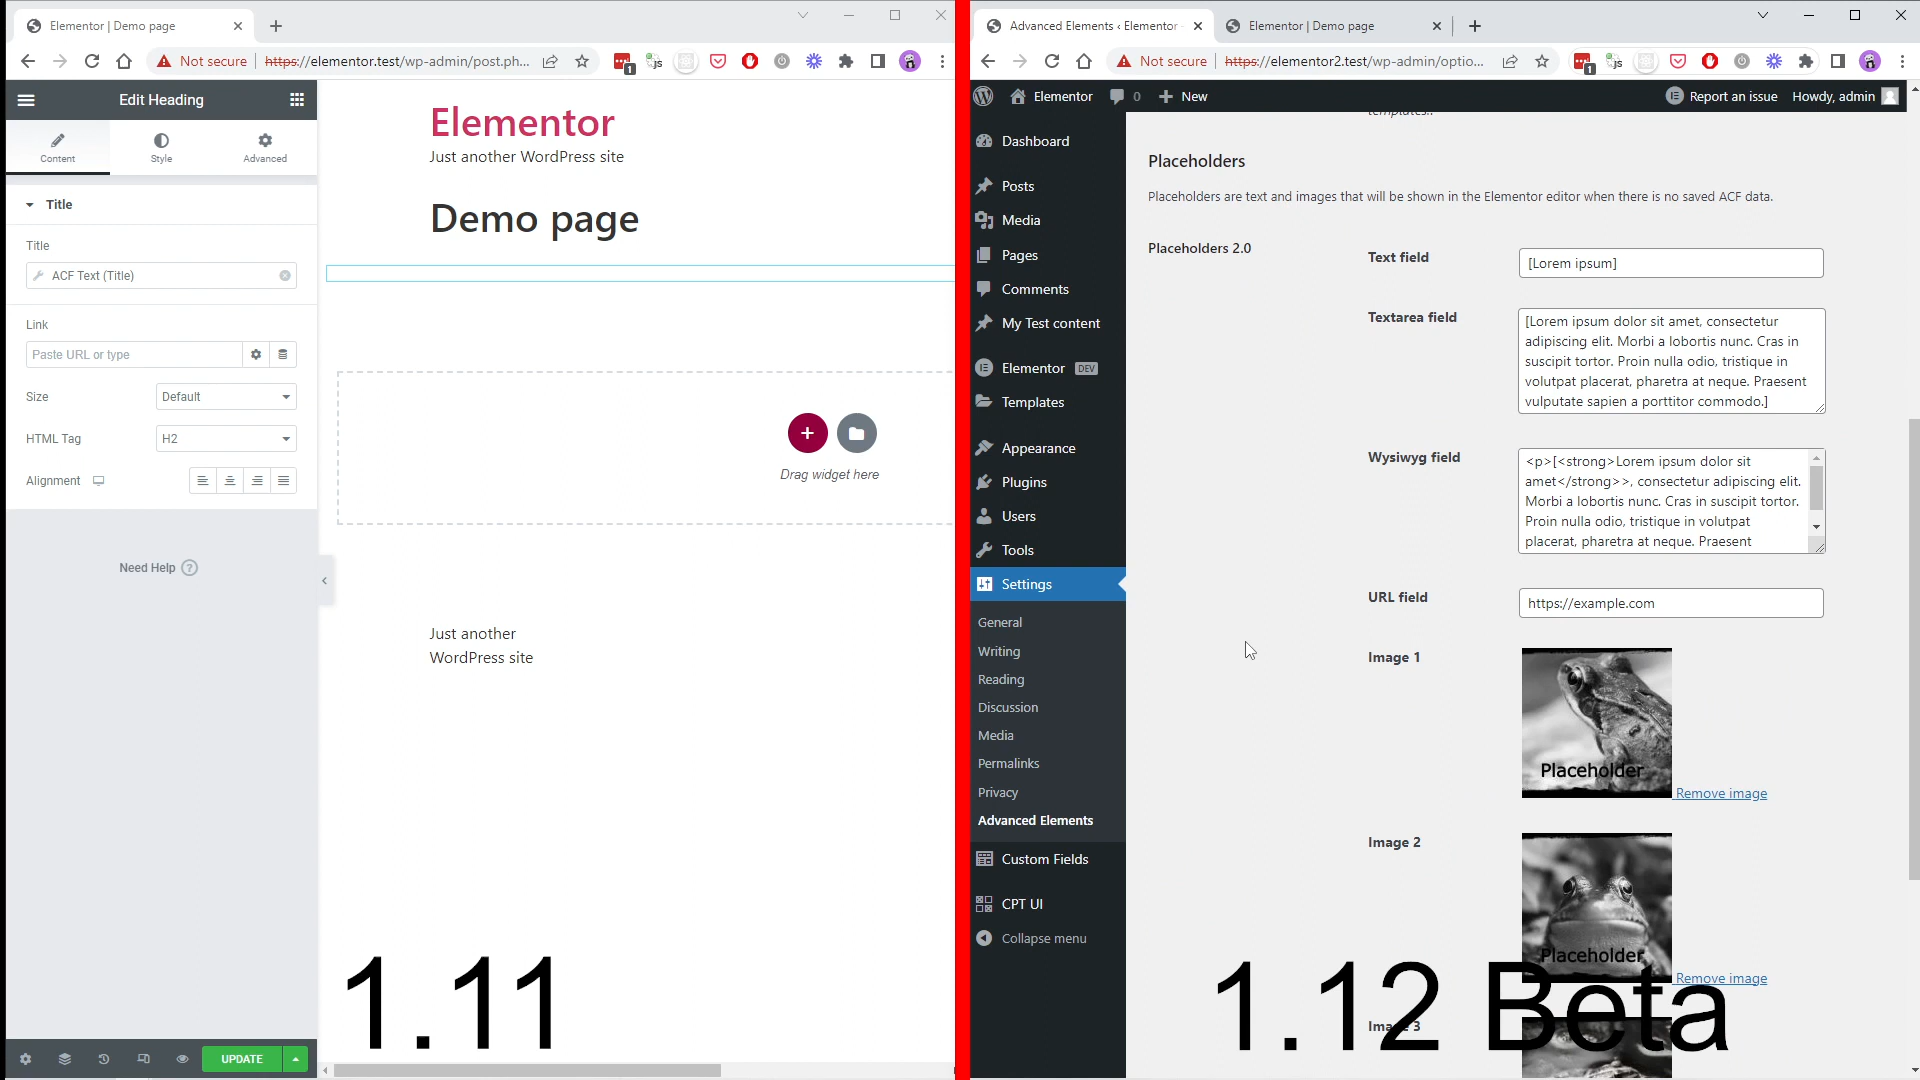 Elementor | Demo page
Not secure
https://elementor.test/wp-admin/post.ph...
1
JS
Edit Heading
Content
Style
Advanced
Title
Title
ACF Text (Title)
Link
Paste URL or type
Size
Default
HTML Tag
H2
Alignment
Need Help ?
UPDATE
Elementor
Just another WordPress site
Demo page
+
Drag widget here
Just another
WordPress site
1.11
Advanced Elements ‹ Elementor
Elementor | Demo page
Not secure
https://elementor2.test/wp-admin/optio...
1
JS
Elementor
0
New
Report an issue
Howdy, admin
Dashboard
Posts
Media
Pages
Comments
My Test content
Elementor DEV
Templates
Appearance
Plugins
Users
Tools
Settings
General
Writing
Reading
Discussion
Media
Permalinks
Privacy
Advanced Elements
Custom Fields
CPT UI
Collapse menu
templates..
Placeholders
Placeholders are text and images that will be shown in the Elementor editor when there is no saved ACF data.
Placeholders 2.0
Text field
[Lorem ipsum]
Textarea field
[Lorem ipsum dolor sit amet, consectetur
adipiscing elit. Morbi a lobortis nunc. Cras in
suscipit tortor. Proin nulla odio, tristique in
volutpat placerat, pharetra at neque. Praesent
vulputate sapien a porttitor commodo.]
Wysiwyg field
<p>[<strong>Lorem ipsum dolor sit
amet</strong>>, consectetur adipiscing elit.
Morbi a lobortis nunc. Cras in suscipit tortor.
Proin nulla odio, tristique in volutpat
placerat, pharetra at neque. Praesent
URL field
https://example.com
Image 1
Placeholder
Remove image
Image 2
Placeholder
Remove image
Image 3
1.12 Beta